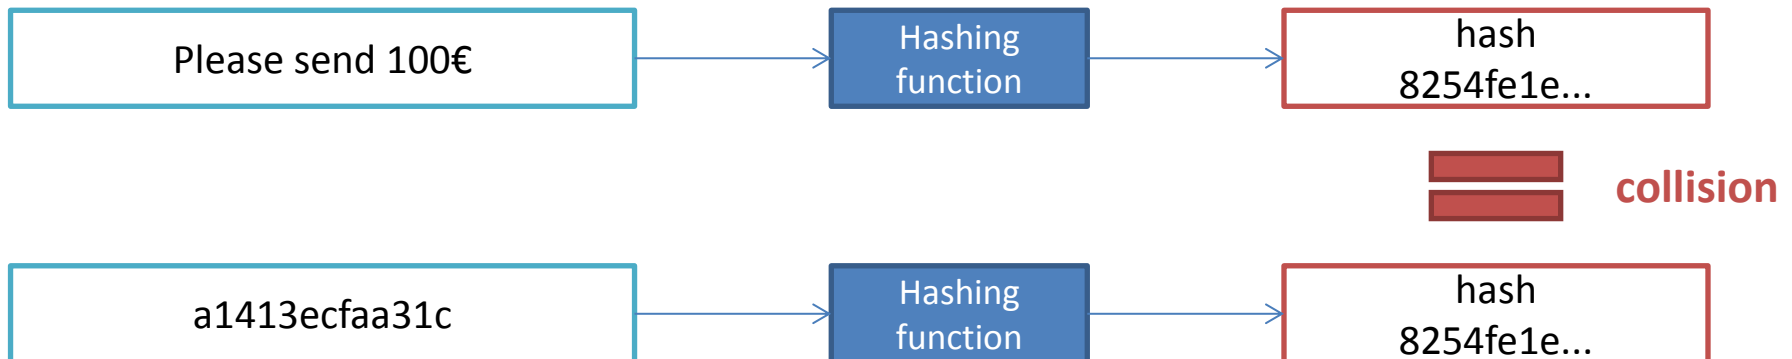 Please send 100€
Hashing
function
hash
8254fe1e...
collision
a1413ecfaa31c
Hashing
function
hash
8254fe1e...